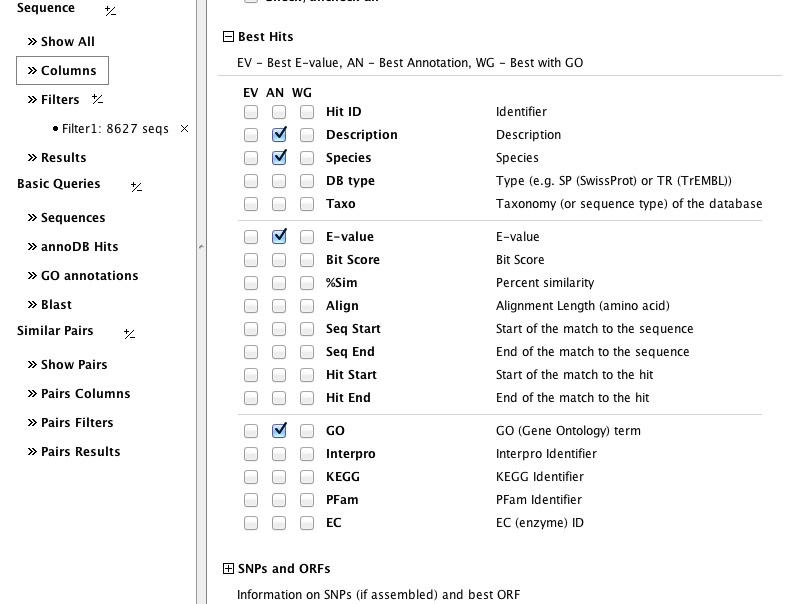 Sequence
Show All
Columns
Filters
Filter1: 8627 seqs
Results
Basic Queries
Sequences
annoDB Hits
GO annotations
Blast
Similar Pairs
Show Pairs
Pairs Columns
Pairs Filters
Pairs Results
Best Hits
EV - Best E-value, AN - Best Annotation, WG - Best with GO
EV AN WG
Hit ID Identifier
Description Description
Species Species
DB type Type (e.g. SP (SwissProt) or TR (TrEMBL))
Taxo Taxonomy (or sequence type) of the database
E-value E-value
Bit Score Bit Score
%Sim Percent similarity
Align Alignment Length (amino acid)
Seq Start Start of the match to the sequence
Seq End End of the match to the sequence
Hit Start Start of the match to the hit
Hit End End of the match to the hit
GO GO (Gene Ontology) term
Interpro Interpro Identifier
KEGG KEGG Identifier
PFam PFam Identifier
EC EC (enzyme) ID
SNPs and ORFs
Information on SNPs (if assembled) and best ORF